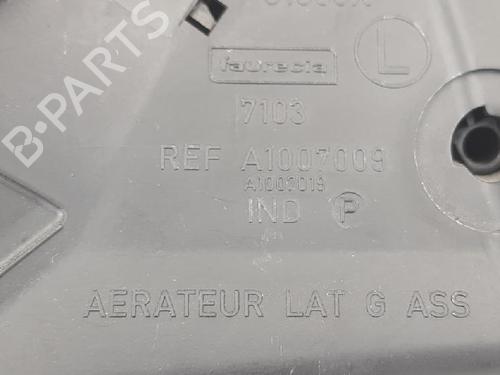 faurecia
L
7103
REF A1007009
A1002019
IND P
AERATEUR LAT G ASS
B-PARTS